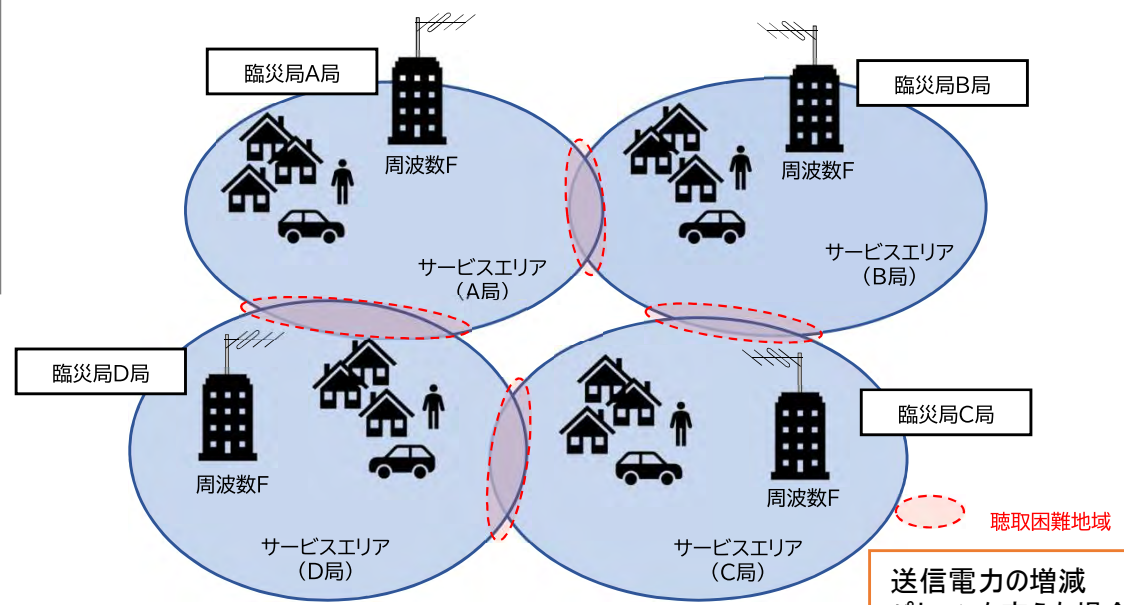 臨災局A局
臨災局B局
周波数F
周波数F
サービスエリア
(A局)
サービスエリア
(B局)
臨災局D局
臨災局C局
周波数F
周波数F
聴取困難地域
サービスエリア
(D局)
サービスエリア
(C局)
送信電力の増減